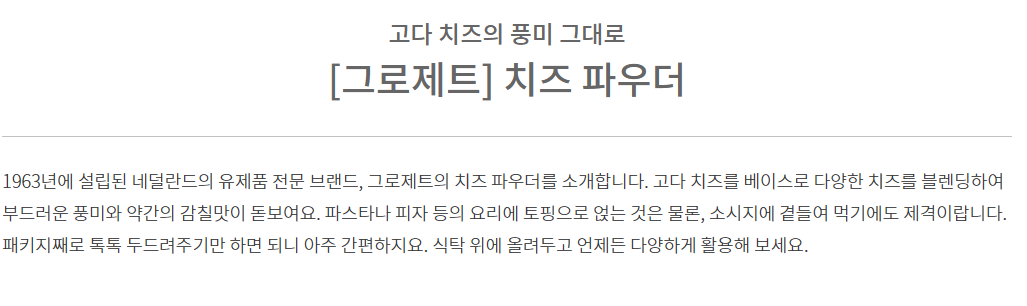 고다 치즈의 풍미 그대로
[그로제트] 치즈 파우더
1963년에 설립된 네덜란드의 유제품 전문 브랜드, 그로제트의 치즈 파우더를 소개합니다. 고다 치즈를 베이스로 다양한 치즈를 블렌딩하여
부드러운 풍미와 약간의 감칠맛이 돋보여요. 파스타나 피자 등의 요리에 토핑으로 얹는 것은 물론, 소시지에 곁들여 먹기에도 제격이랍니다.
패키지째로 톡톡 두드려주기만 하면 되니 아주 간편하지요. 식탁 위에 올려두고 언제든 다양하게 활용해 보세요.